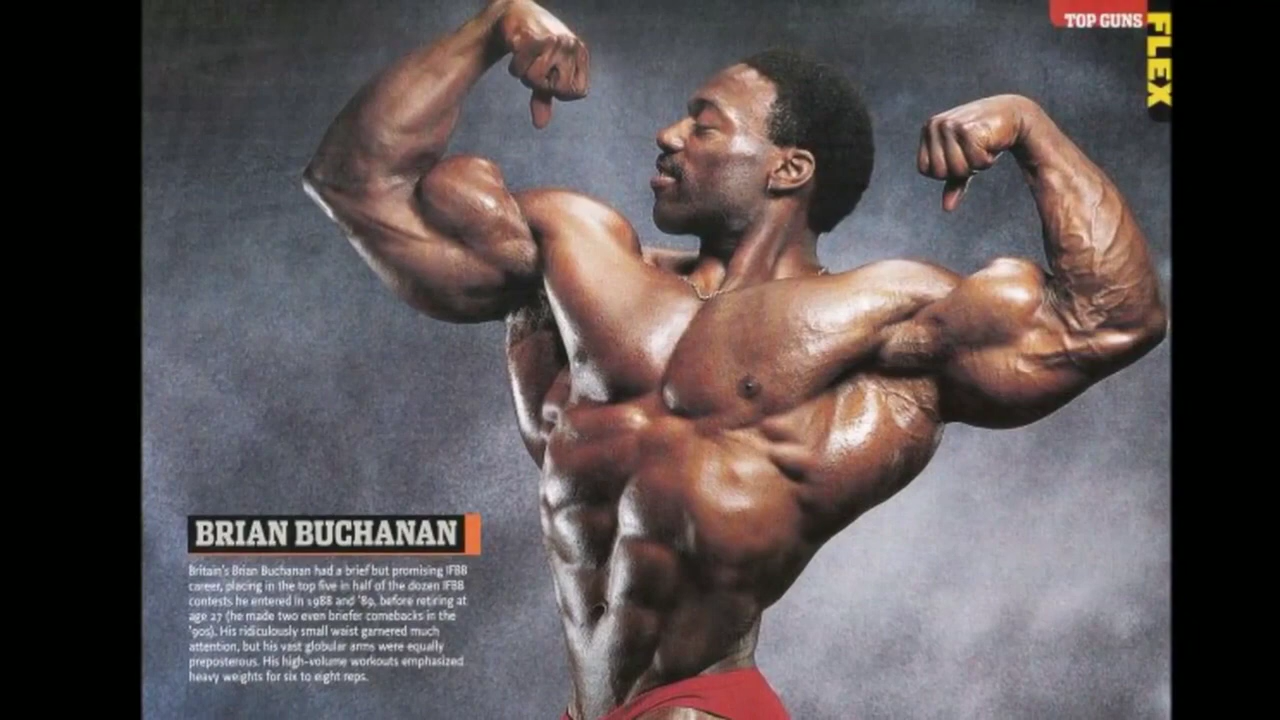 TOP GUNS
FLEX
BRIAN BUCHANAN
Britain's Brian Buchanan had a brief but promising IFBB
career, placing in the top five in half of the dozen IFBB
contests he entered in 1988 and '89, before retiring at
age 27 (he made two even briefer comebacks in the
'90s). His ridiculously small waist garnered much
attention, but his vast globular arms were equally
preposterous. His high-volume workouts emphasized
heavy weights for six to eight reps.